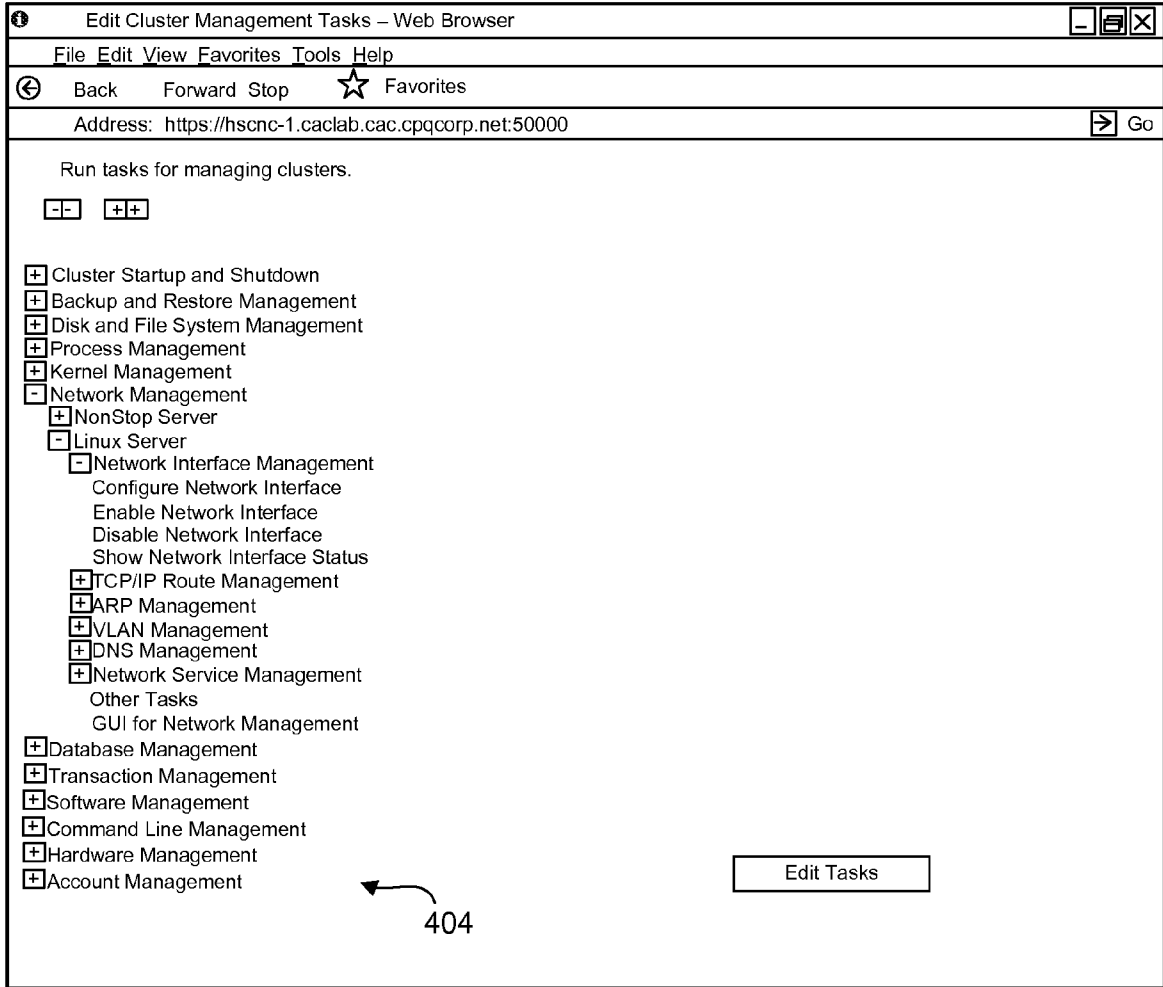 Edit Cluster Management Tasks – Web Browser
File Edit View Favorites Tools Help
Back Forward Stop Favorites
Address: https://hscnc-1.caclab.cac.cpqcorp.net:50000 Go
Run tasks for managing clusters.
-- ++
+ Cluster Startup and Shutdown
+ Backup and Restore Management
+ Disk and File System Management
+ Process Management
+ Kernel Management
- Network Management
+ NonStop Server
- Linux Server
- Network Interface Management
Configure Network Interface
Enable Network Interface
Disable Network Interface
Show Network Interface Status
+ TCP/IP Route Management
+ ARP Management
+ VLAN Management
+ DNS Management
+ Network Service Management
Other Tasks
GUI for Network Management
+ Database Management
+ Transaction Management
+ Software Management
+ Command Line Management
+ Hardware Management
+ Account Management
Edit Tasks
404